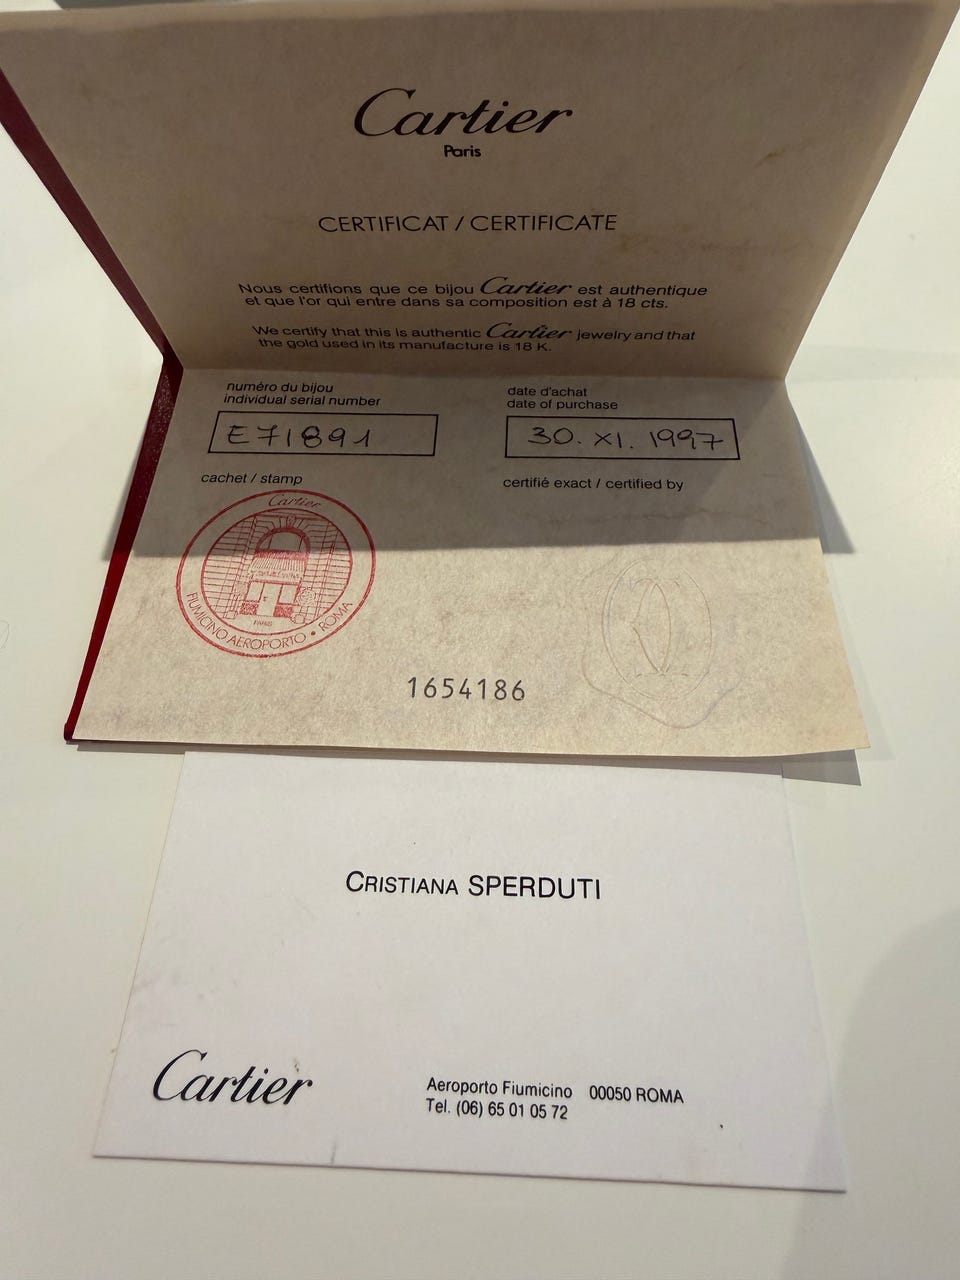 Cartier
Paris
CERTIFICAT / CERTIFICATE
Nous certifions que ce bijou Cartier est authentique
et que l'or qui entre dans sa composition est à 18 cts.
We certify that this is authentic Cartier jewelry and that
the gold used in its manufacture is 18 K.
numéro du bijou
individual serial number
E71891
date d'achat
date of purchase
30. XI. 1997
cachet / stamp
certifié exact / certified by
Cartier
PARIS
FIUMICINO AEROPORTO • ROMA
1654186
CRISTIANA SPERDUTI
Cartier
Aeroporto Fiumicino 00050 ROMA
Tel. (06) 65 01 05 72